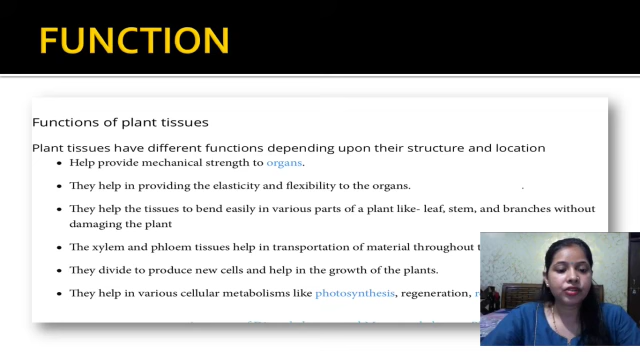 FUNCTION
Functions of plant tissues
Plant tissues have different functions depending upon their structure and location
• Help provide mechanical strength to organs.
• They help in providing the elasticity and flexibility to the organs.
• They help the tissues to bend easily in various parts of a plant like- leaf, stem, and branches without
damaging the plant
• The xylem and phloem tissues help in transportation of material throughout
• They divide to produce new cells and help in the growth of the plants.
• They help in various cellular metabolisms like photosynthesis, regeneration,